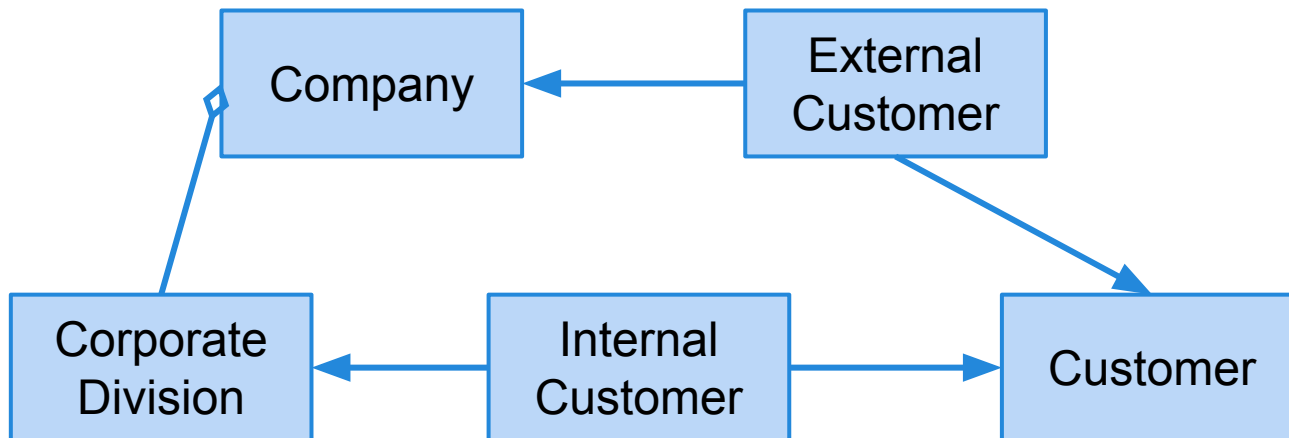 Company
External
Customer
Corporate
Division
Internal
Customer
Customer